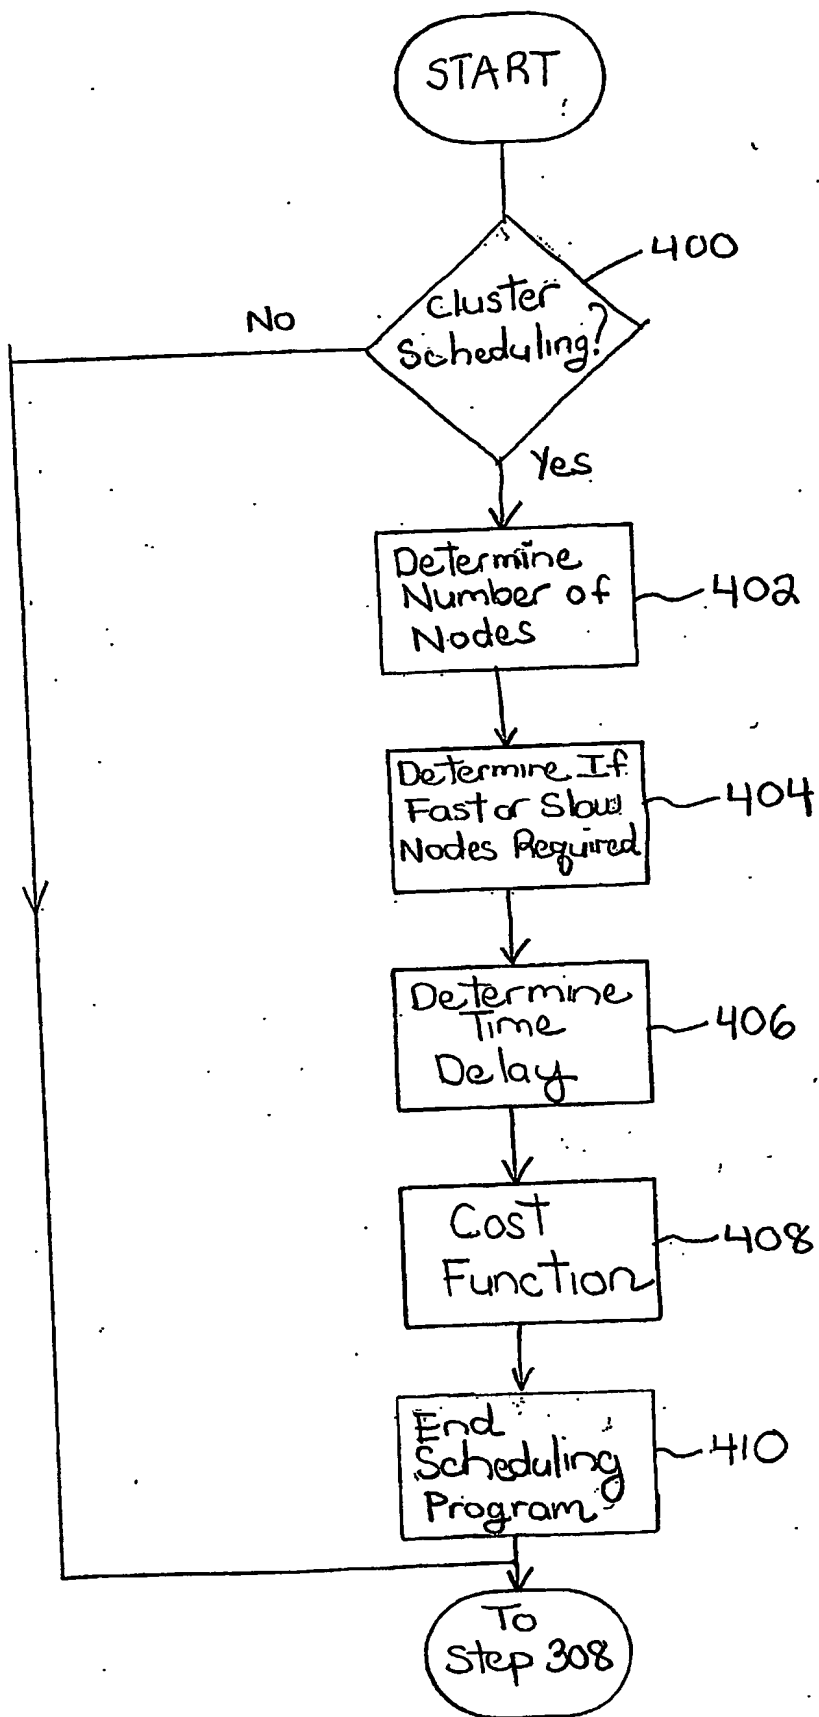 START
400
Cluster
Scheduling?
No
Yes
Determine
Number of
Nodes
402
Determine If
Fast or Slow
Nodes Required
404
Determine
Time
Delay
406
Cost
Function
408
End
Scheduling
Program
410
To
Step 308